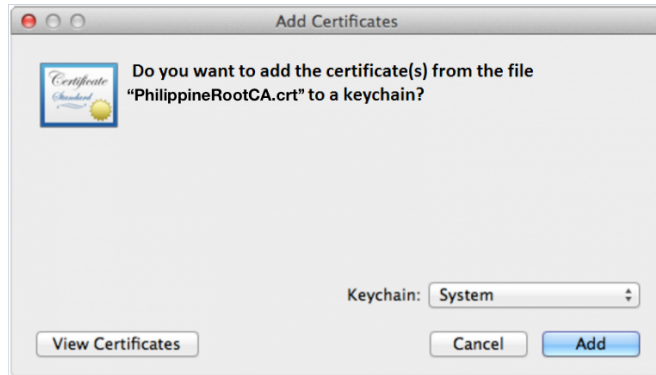 Add Certificates
Certificate
Standard
Do you want to add the certificate(s) from the file
“PhilippineRootCA.crt” to a keychain?
Keychain: System
View Certificates Cancel Add